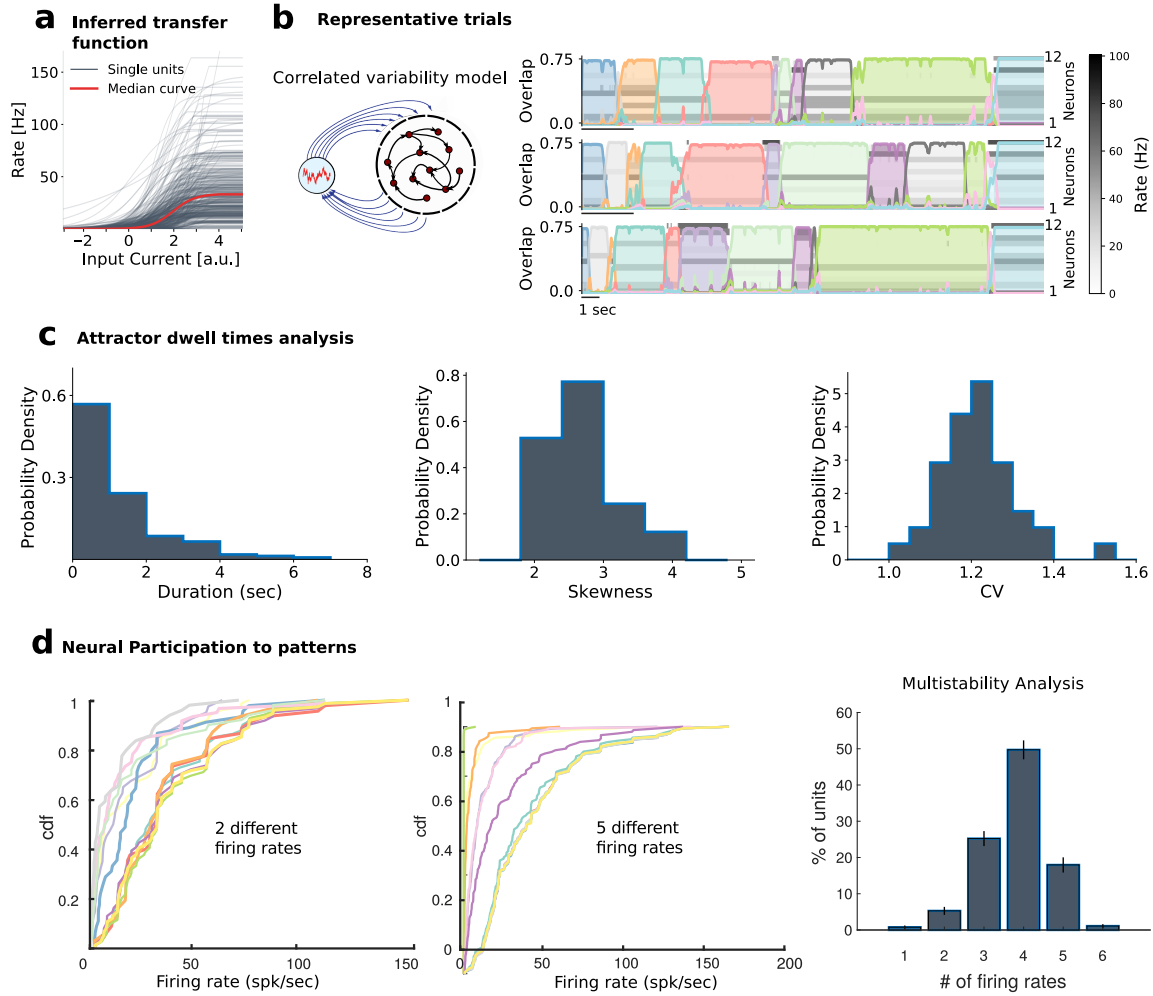 a Inferred transfer
function
Rate [Hz]
150
100
50
Single units
Median curve
−2 0 2 4
Input Current [a.u.]
b Representative trials
Correlated variability model
Overlap
0.75
0.0
12
1
Neurons
Overlap
0.75
0.0
12
1
Neurons
Overlap
0.75
0.0
12
1
Neurons
1 sec
100
80
60
40
20
0
Rate (Hz)
c Attractor dwell times analysis
Probability Density
0.6
0.3
0 2 4 6 8
Duration (sec)
Probability Density
0.8
0.6
0.4
0.2
0.0
2 3 4 5
Skewness
Probability Density
5
4
3
2
1
0
1.0 1.2 1.4 1.6
CV
d Neural Participation to patterns
cdf
1
0.8
0.6
0.4
0.2
0 50 100 150
Firing rate (spk/sec)
2 different
firing rates
cdf
1
0.8
0.6
0.4
0.2
0
0 50 100 150 200
Firing rate (spk/sec)
5 different
firing rates
Multistability Analysis
% of units
60
50
40
30
20
10
0
1 2 3 4 5 6
# of firing rates